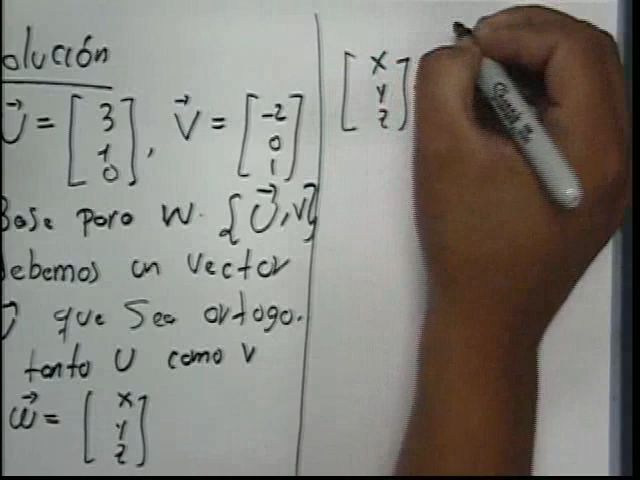 olución
U = [3 1 0], V = [-2 0 1]
Base para W. {U, V}
debemos un vector
que sea ortogo.
tanto U como V
ω = [x y z]
[x y z]